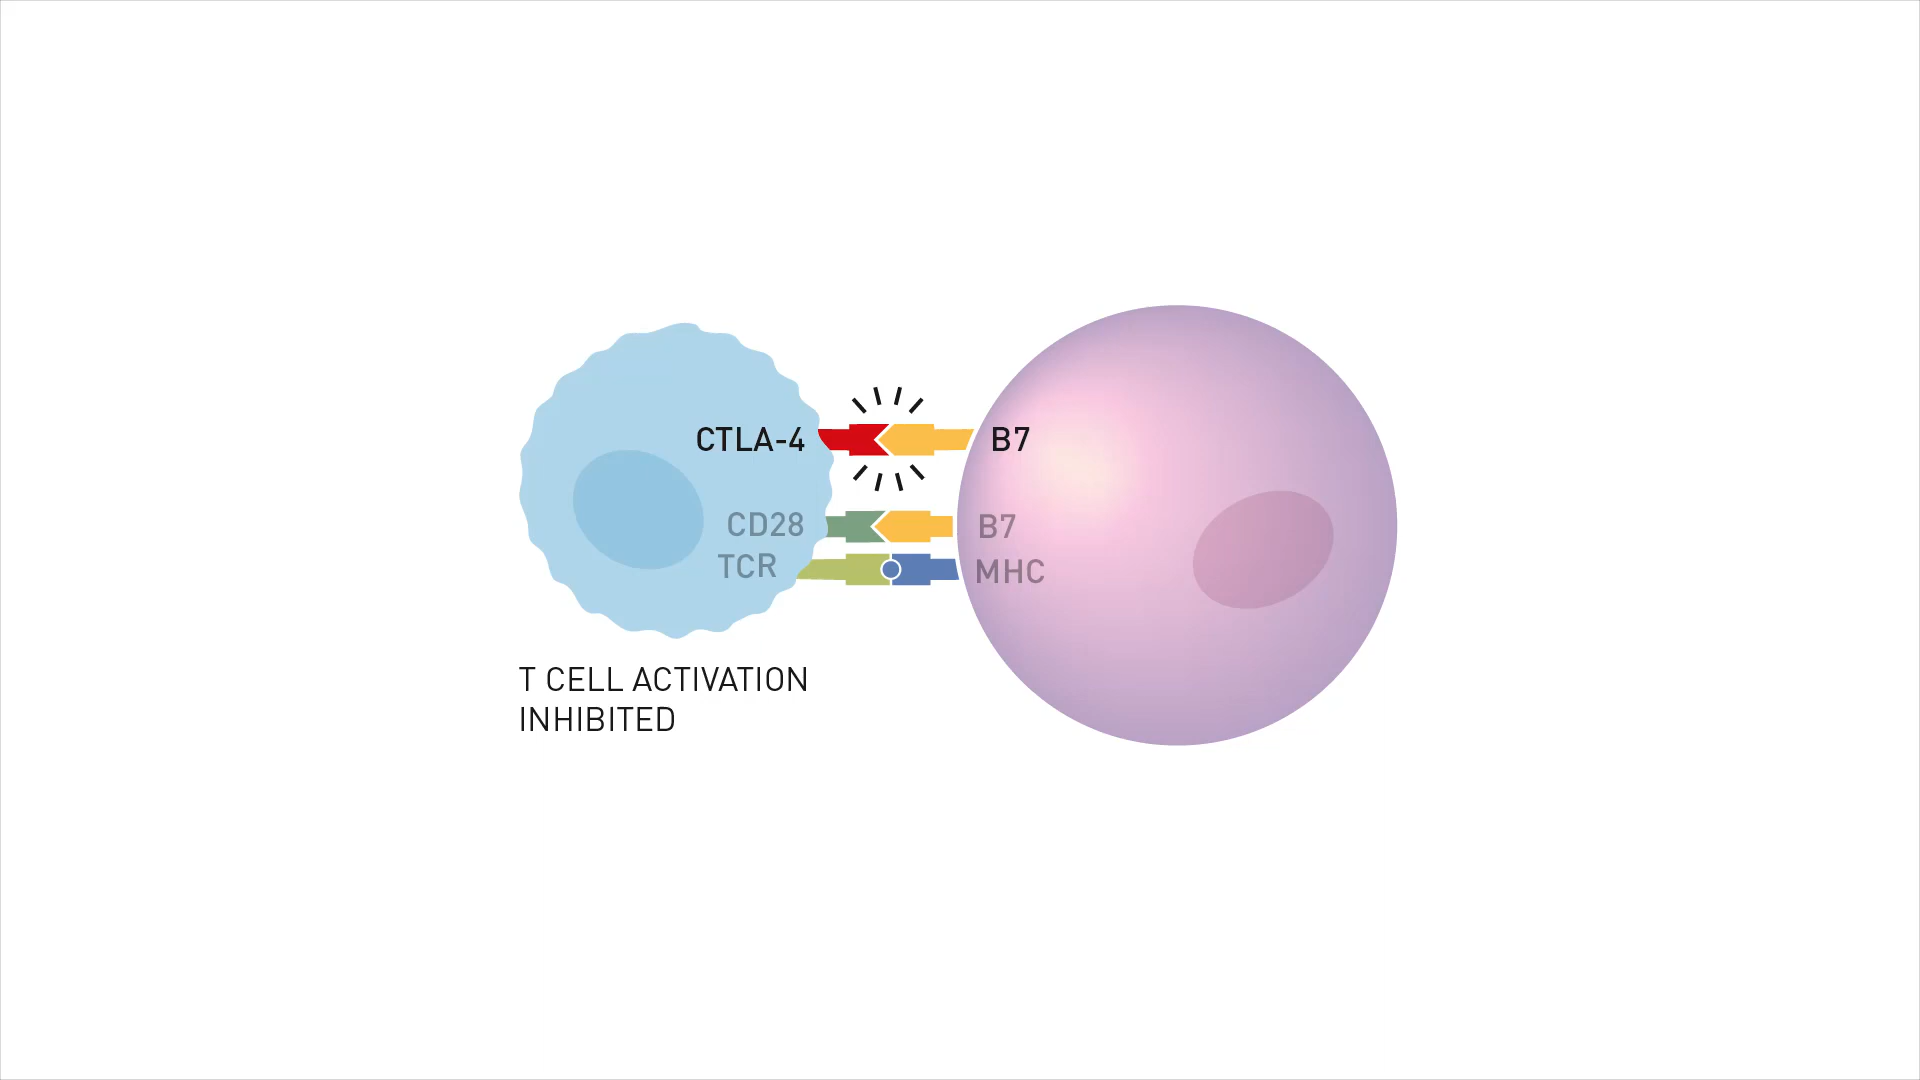 CTLA-4 B7
CD28 B7
TCR MHC
T CELL ACTIVATION
INHIBITED